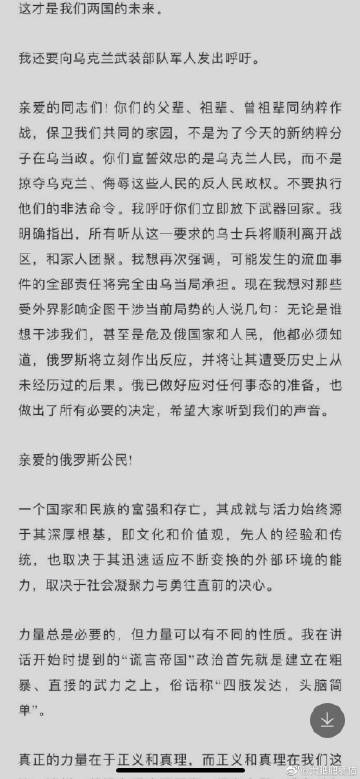 这才是我们两国的未来。
我还要向乌克兰武装部队军人发出呼吁。
亲爱的同志们！你们的父辈、祖辈、曾祖辈同纳粹作
战，保卫我们共同的家园，不是为了今天的新纳粹分
子在乌当政。你们宣誓效忠的是乌克兰人民，而不是
掠夺乌克兰、侮辱这些人民的反人民政权。不要执行
他们的非法命令。我呼吁你们立即放下武器回家。我
明确指出，所有听从这一要求的乌士兵将顺利离开战
区，和家人团聚。我想再次强调，可能发生的流血事
件的全部责任将完全由乌当局承担。现在我想对那些
受外界影响企图干涉当前局势的人说几句：无论是谁
想干涉我们，甚至是危及俄国家和人民，他都必须知
道，俄罗斯将立刻作出反应，并将让其遭受历史上从
未经历过的后果。俄已做好应对任何事态的准备，也
做出了所有必要的决定，希望大家听到我们的声音。
亲爱的俄罗斯公民！
一个国家和民族的富强和存亡，其成就与活力始终源
于其深厚根基，即文化和价值观，先人的经验和传
统，也取决于其迅速适应不断变换的外部环境的能
力，取决于社会凝聚力与勇往直前的决心。
力量总是必要的，但力量可以有不同的性质。我在讲
话开始时提到的“谎言帝国”政治首先就是建立在粗
暴、直接的武力之上，俗话称“四肢发达，头脑简
单”。
真正的力量在于正义和真理，而正义和真理在我们这